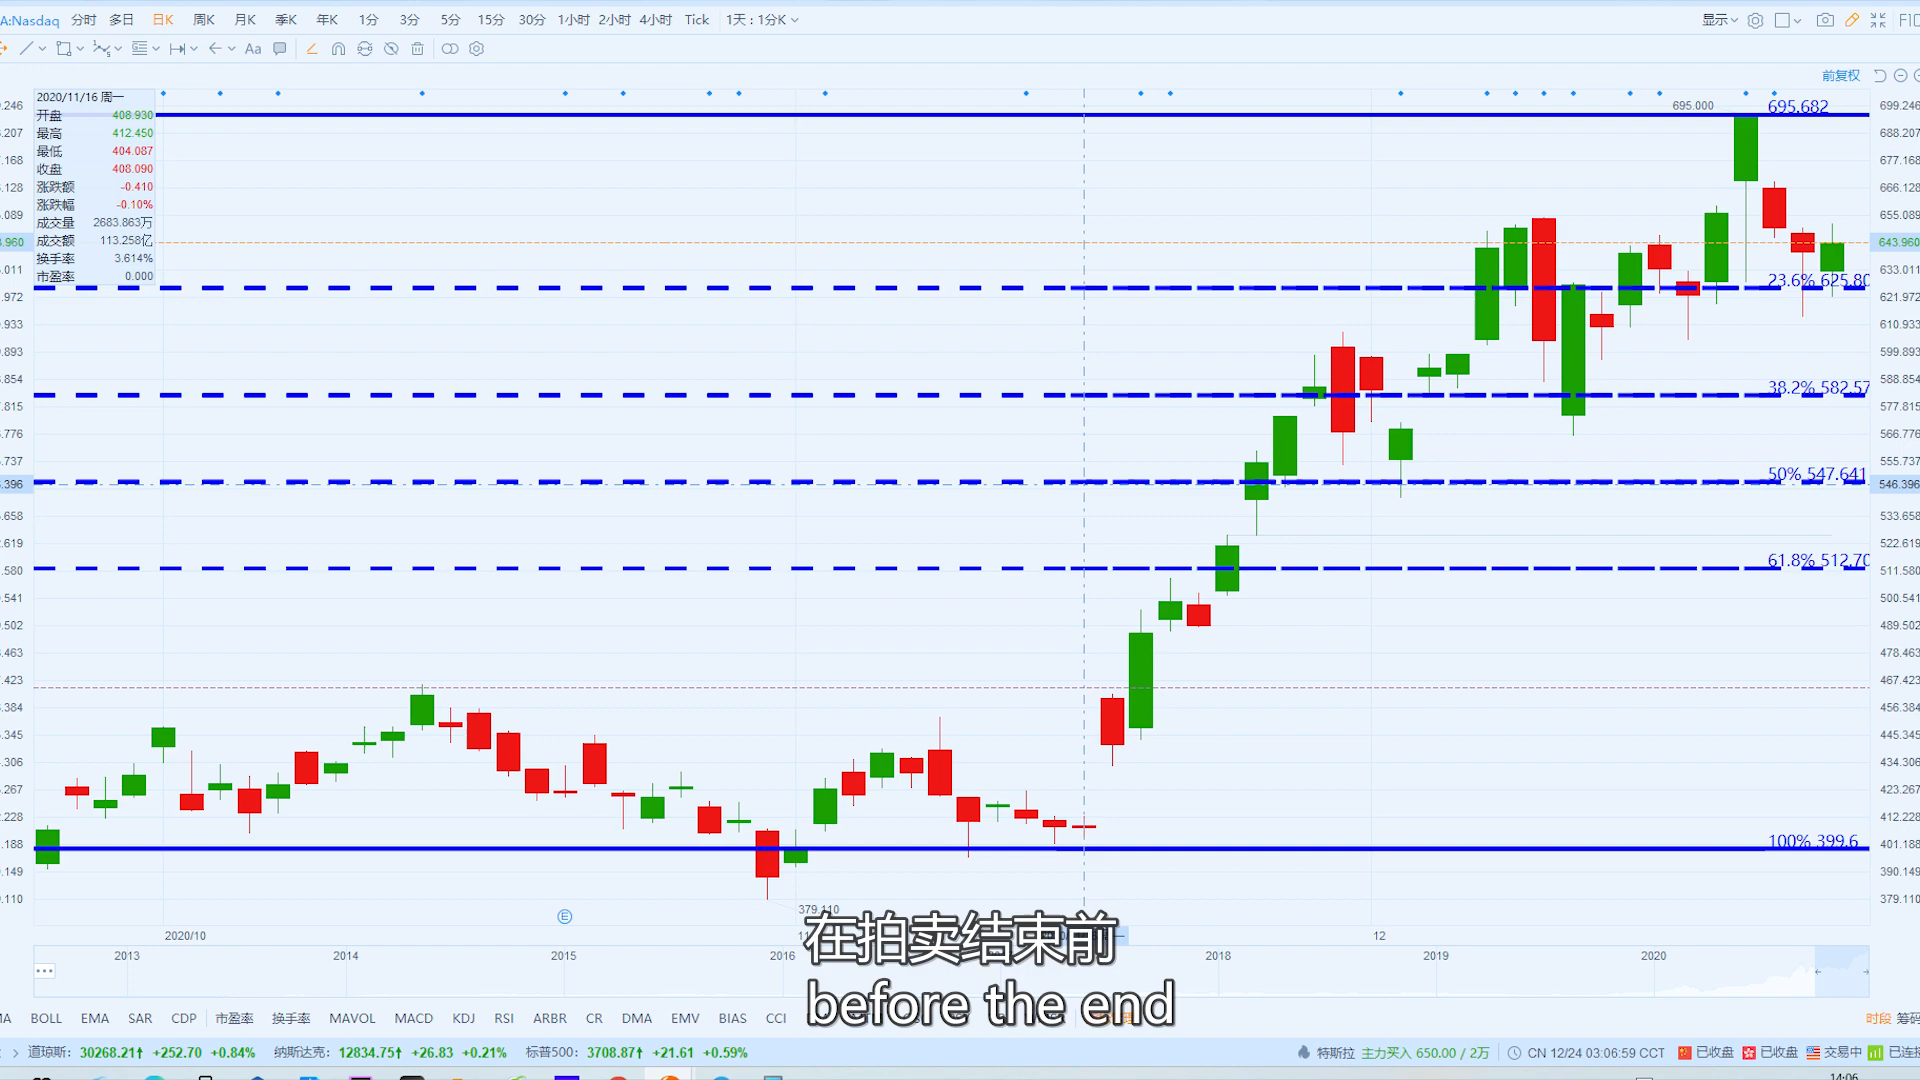 A:Nasdaq 分时 多日 日K 周K 月K 季K 年K 1分 3分 5分 15分 30分 1小时 2小时 4小时 Tick 1天 : 1分K 显示
Aa
前复权
2020/11/16 周一
开盘 408.930
最高 412.450
最低 404.087
收盘 408.090
涨跌额 -0.410
涨跌幅 -0.10%
成交量 2683.863万
成交额 113.258亿
换手率 3.614%
市盈率 0.000
695.000
695.682
23.6% 625.80
38.2% 582.57
50% 547.641
61.8% 512.70
100% 399.6
379.110
699.246
688.207
677.168
666.128
655.089
643.960
633.011
621.972
610.933
599.893
588.854
577.815
566.776
555.737
546.396
533.658
522.619
511.580
500.541
489.502
478.463
467.423
456.384
445.345
434.306
423.267
412.228
401.188
390.149
379.110
E
2020/10 12
2013 2014 2015 2016 2018 2019 2020
在拍卖结束前
before the end
BOLL EMA SAR CDP 市盈率 换手率 MAVOL MACD KDJ RSI ARBR CR DMA EMV BIAS CCI
时段 筹码
道琼斯: 30268.21↑ +252.70 +0.84% 纳斯达克: 12834.75↑ +26.83 +0.21% 标普500: 3708.87↑ +21.61 +0.59%
特斯拉 主力买入 650.00 / 2万 CN 12/24 03:06:59 CCT 已收盘 已收盘 交易中 已连接
14:06